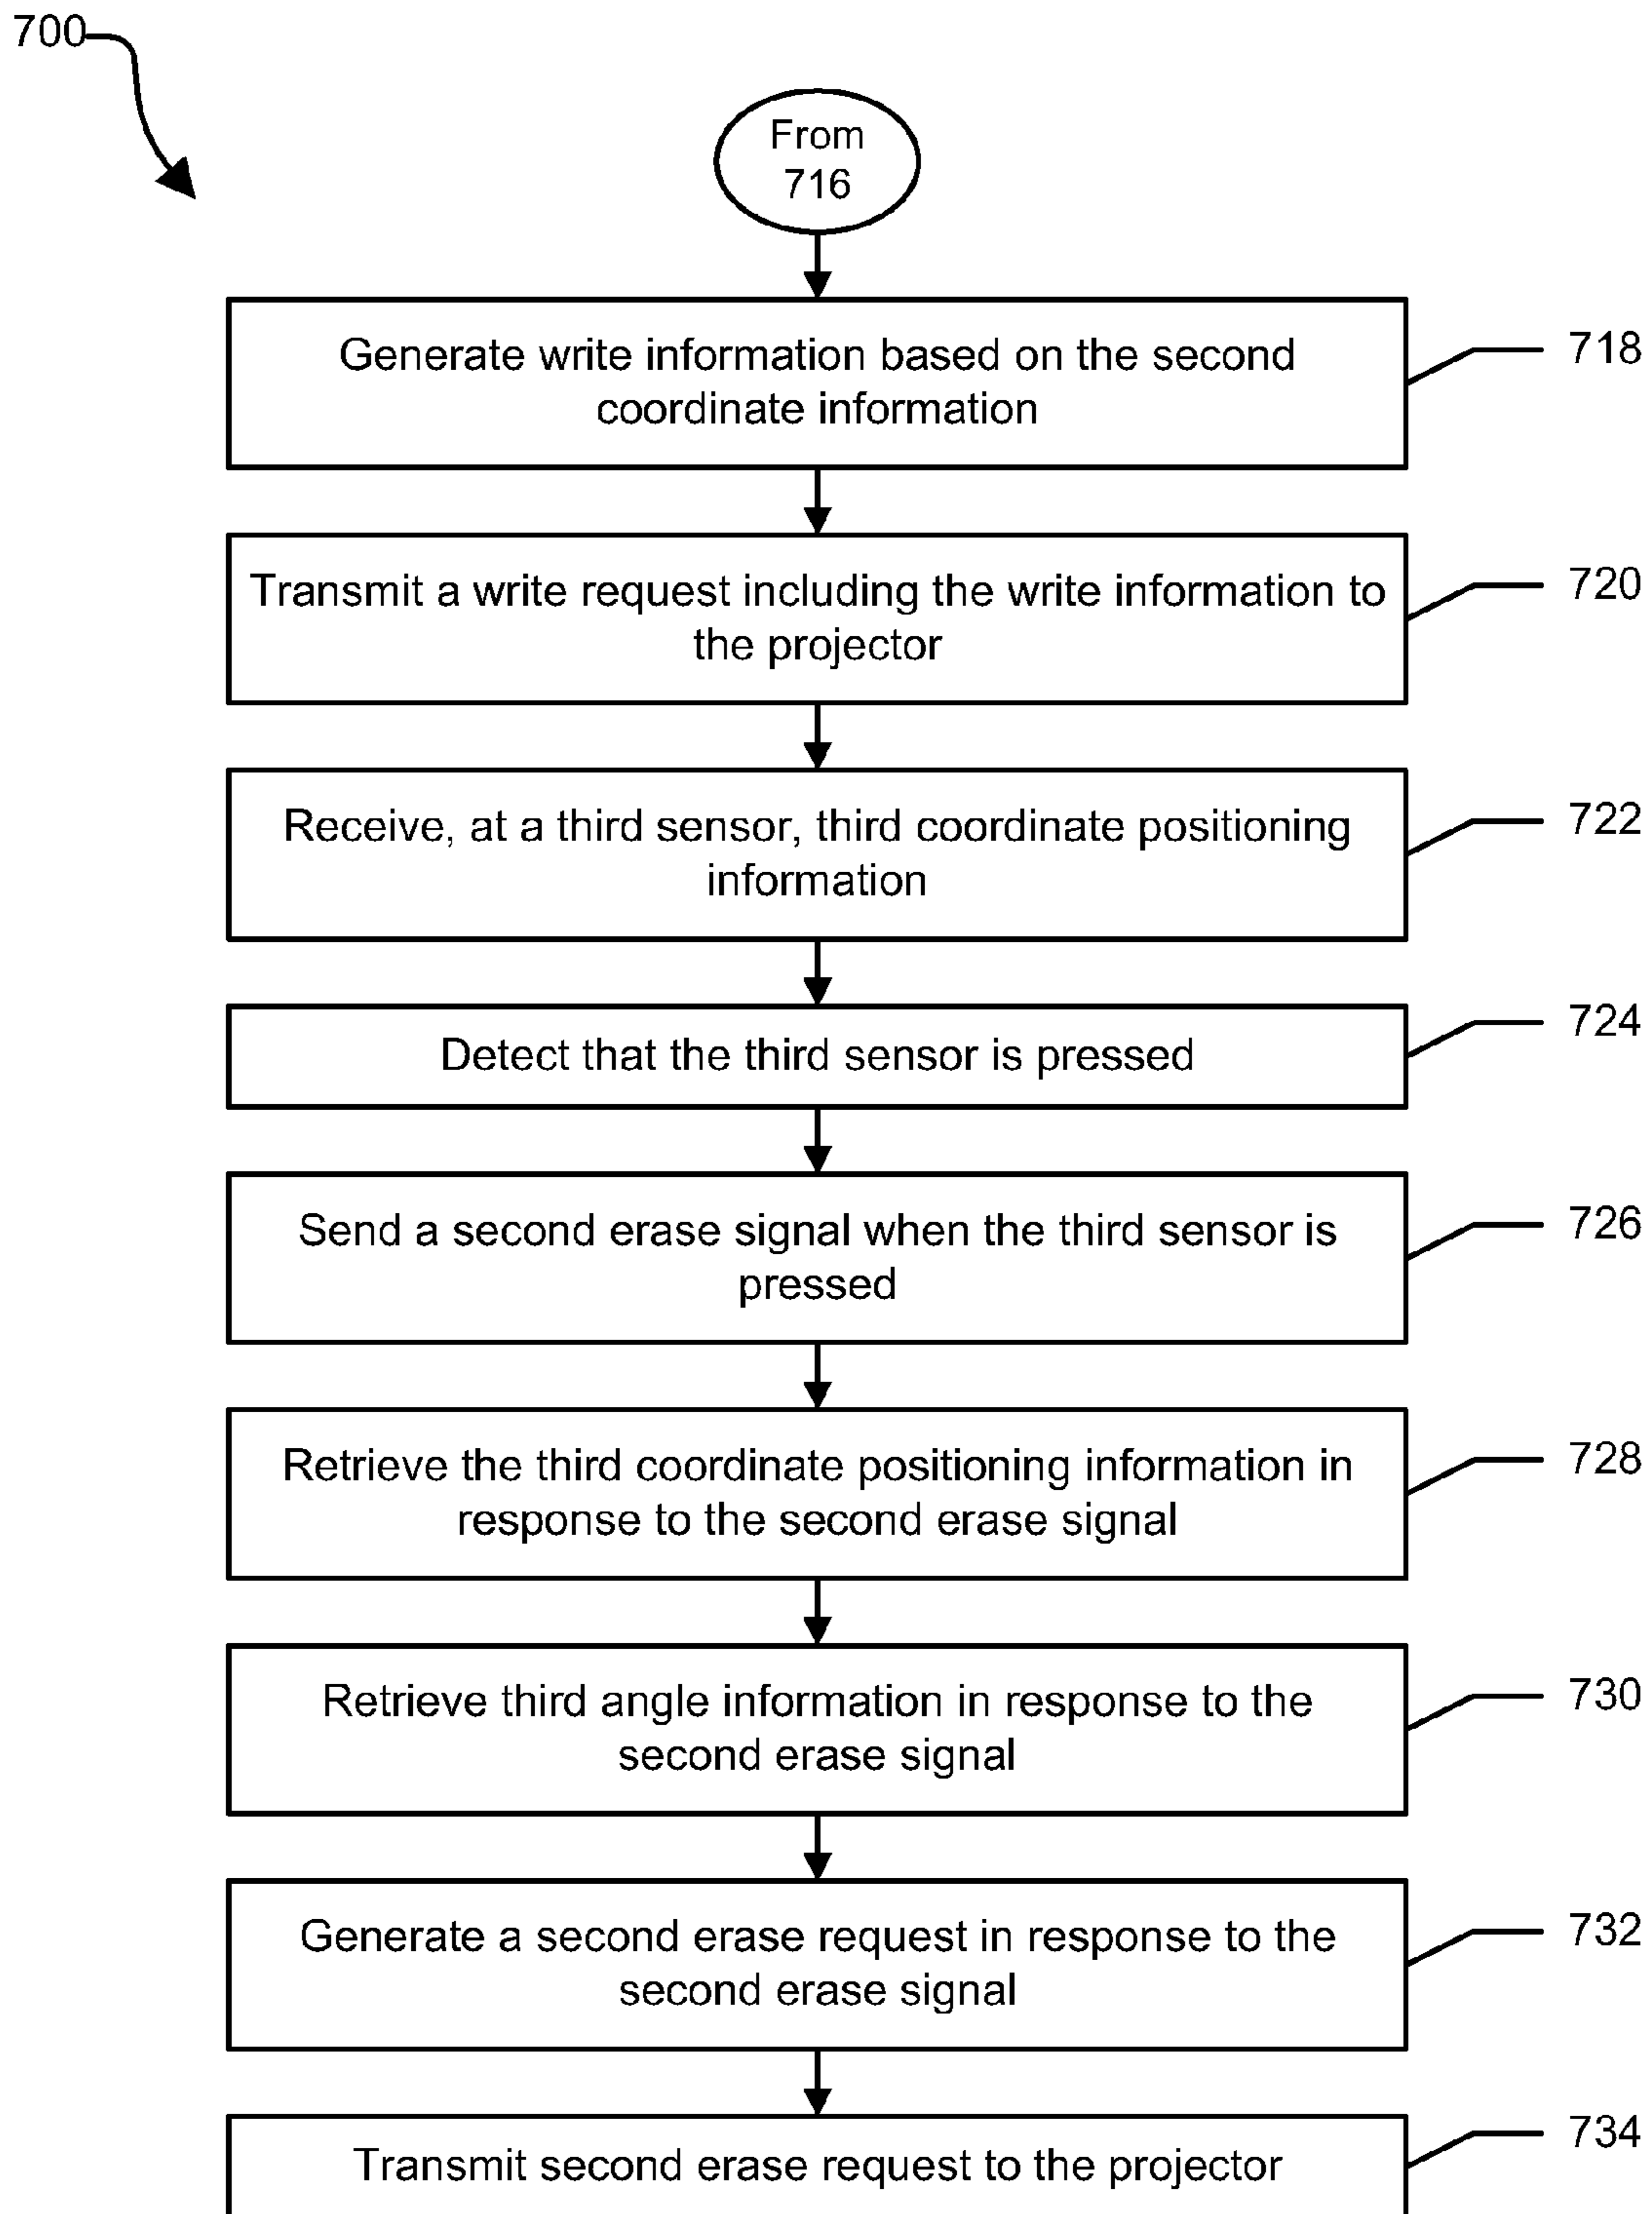 700
From
716
Generate write information based on the second
coordinate information
718
Transmit a write request including the write information to
the projector
720
Receive, at a third sensor, third coordinate positioning
information
722
Detect that the third sensor is pressed
724
Send a second erase signal when the third sensor is
pressed
726
Retrieve the third coordinate positioning information in
response to the second erase signal
728
Retrieve third angle information in response to the
second erase signal
730
Generate a second erase request in response to the
second erase signal
732
Transmit second erase request to the projector
734